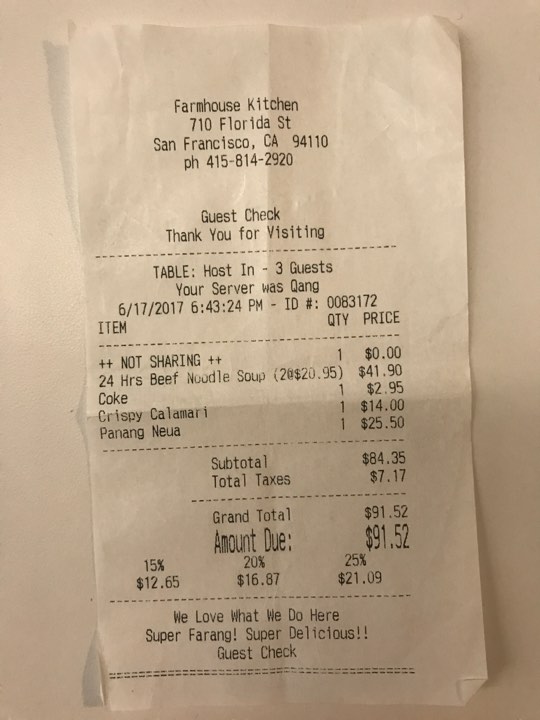 Farmhouse Kitchen
710 Florida St
San Francisco, CA 94110
ph 415-814-2920
Guest Check
Thank You for Visiting
TABLE: Host In - 3 Guests
Your Server was Qang
6/17/2017 6:43:24 PM - ID #: 0083172
ITEM QTY PRICE
++ NOT SHARING ++ 1 $0.00
24 Hrs Beef Noodle Soup (2@$20.95) $41.90
Coke 1 $2.95
Crispy Calamari 1 $14.00
Panang Neua 1 $25.50
Subtotal $84.35
Total Taxes $7.17
Grand Total $91.52
Amount Due: $91.52
15% 20% 25%
$12.65 $16.87 $21.09
We Love What We Do Here
Super Farang! Super Delicious!!
Guest Check